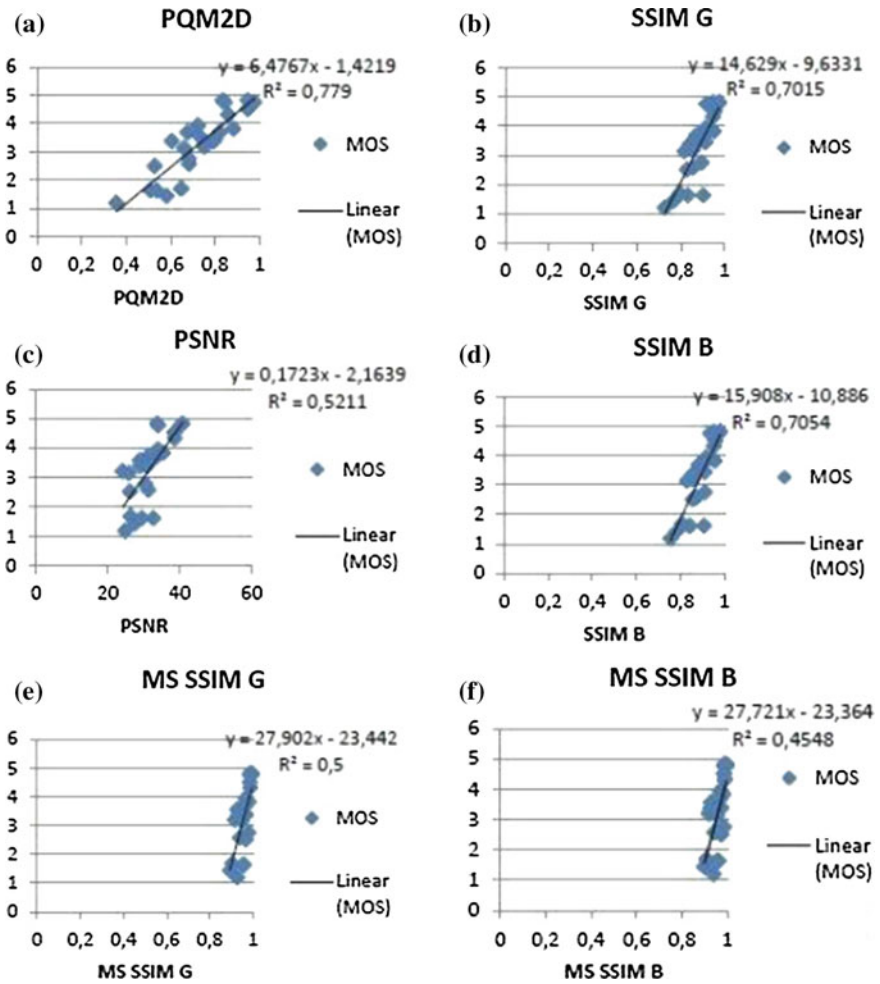 (a)
PQM2D
y = 6,4767x - 1,4219
R² = 0,779
6
5
4
3
2
1
0
0 0,2 0,4 0,6 0,8 1
PQM2D
MOS
Linear
(MOS)
(b)
SSIM G
y = 14,629x - 9,6331
R² = 0,7015
6
5
4
3
2
1
0
0 0,2 0,4 0,6 0,8 1
SSIM G
MOS
Linear
(MOS)
(c)
PSNR
y = 0,1723x - 2,1639
R² = 0,5211
6
5
4
3
2
1
0
0 20 40 60
PSNR
MOS
Linear
(MOS)
(d)
SSIM B
y = 15,908x - 10,886
R² = 0,7054
6
5
4
3
2
1
0
0 0,2 0,4 0,6 0,8 1
SSIM B
MOS
Linear
(MOS)
(e)
MS SSIM G
y = 27,902x - 23,442
R² = 0,5
6
5
4
3
2
1
0
0 0,2 0,4 0,6 0,8 1
MS SSIM G
MOS
Linear
(MOS)
(f)
MS SSIM B
y = 27,721x - 23,364
R² = 0,4548
6
5
4
3
2
1
0
0 0,2 0,4 0,6 0,8 1
MS SSIM B
MOS
Linear
(MOS)